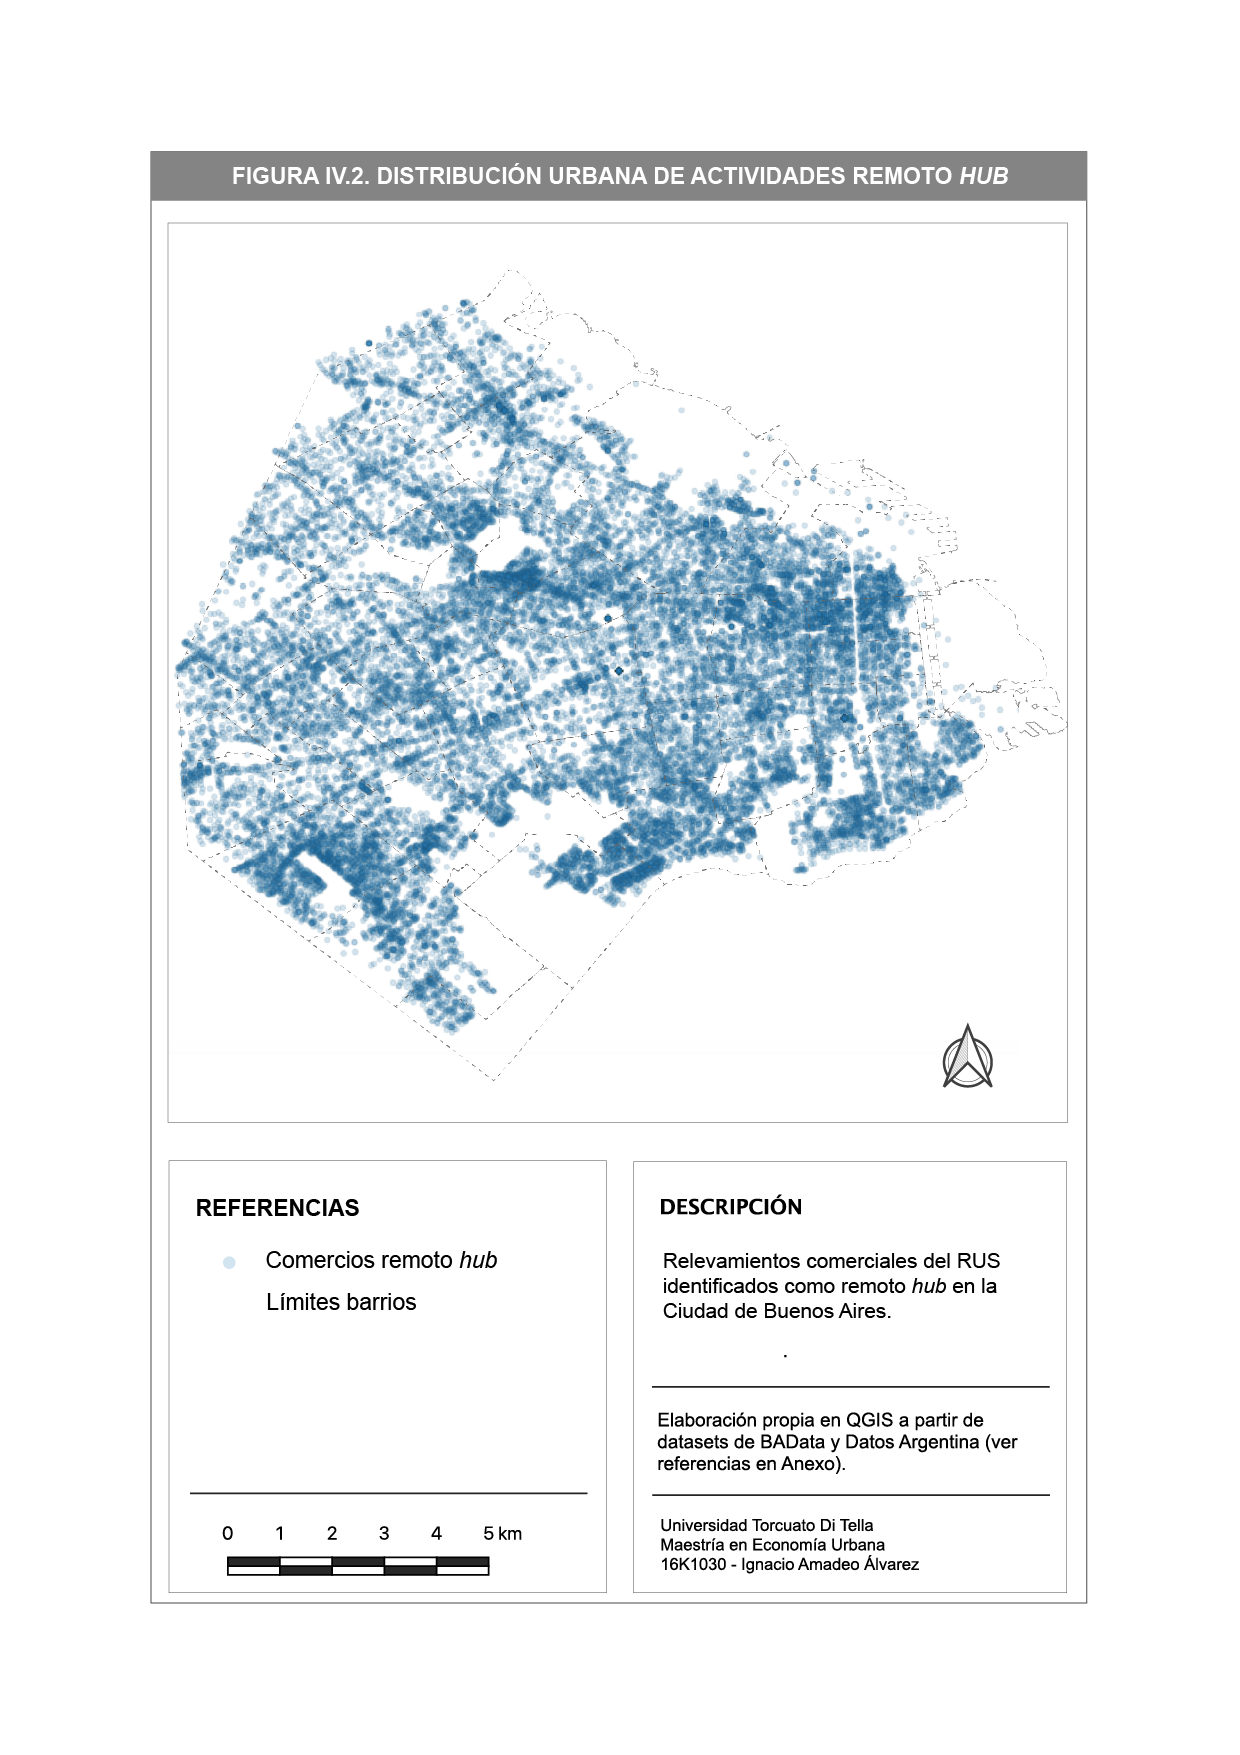 FIGURA IV.2. DISTRIBUCIÓN URBANA DE ACTIVIDADES REMOTO HUB
REFERENCIAS
Comercios remoto hub
Límites barrios
0 1 2 3 4 5 km
DESCRIPCIÓN
Relevamientos comerciales del RUS
identificados como remoto hub en la
Ciudad de Buenos Aires.
.
Elaboración propia en QGIS a partir de
datasets de BAData y Datos Argentina (ver
referencias en Anexo).
Universidad Torcuato Di Tella
Maestría en Economía Urbana
16K1030 - Ignacio Amadeo Álvarez